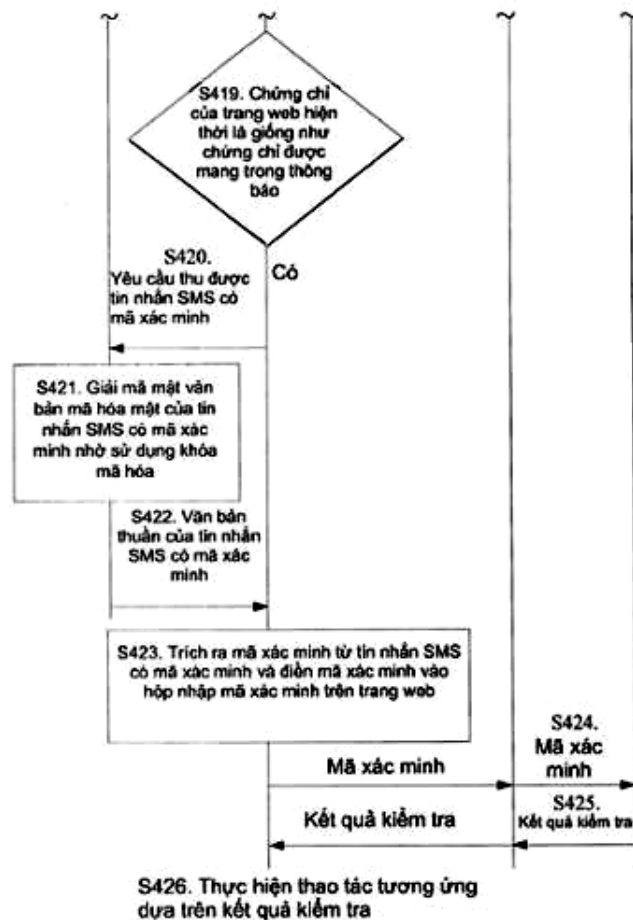 S419. Chứng chỉ
của trang web hiện
thời là giống như
chứng chỉ được
mang trong thông
báo
S420.
Yêu cầu thu được
tin nhắn SMS có
mã xác minh
Có
S421. Giải mã mật văn
bản mã hóa mật của tin
nhắn SMS có mã xác
minh nhờ sử dụng khóa
mã hóa
S422. Văn bản
thuần của tin nhắn
SMS có mã xác
minh
S423. Trích ra mã xác minh từ tin nhắn SMS
có mã xác minh và điền mã xác minh vào
hộp nhập mã xác minh trên trang web
Mã xác minh
S424.
Mã xác
minh
Kết quả kiểm tra
S425.
Kết quả kiểm tra
S426. Thực hiện thao tác tương ứng
dựa trên kết quả kiểm tra